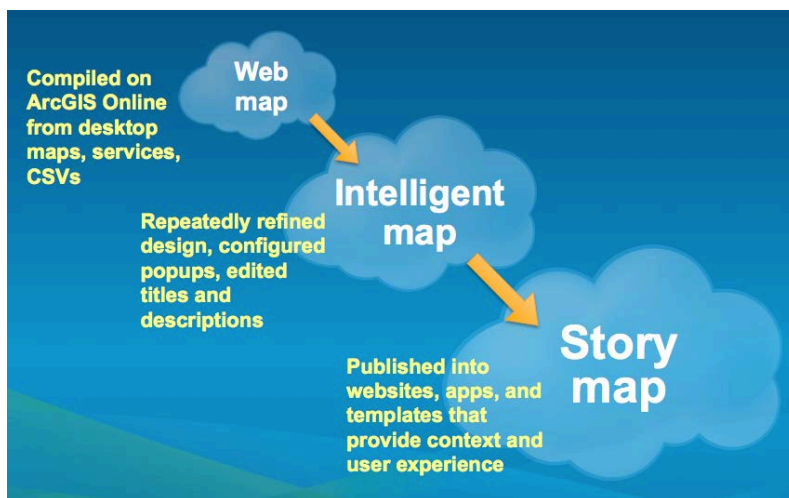 Web
map
Compiled on
ArcGIS Online
from desktop
maps, services,
CSVs
Intelligent
map
Repeatedly refined
design, configured
popups, edited
titles and
descriptions
Story
map
Published into
websites, apps, and
templates that
provide context and
user experience